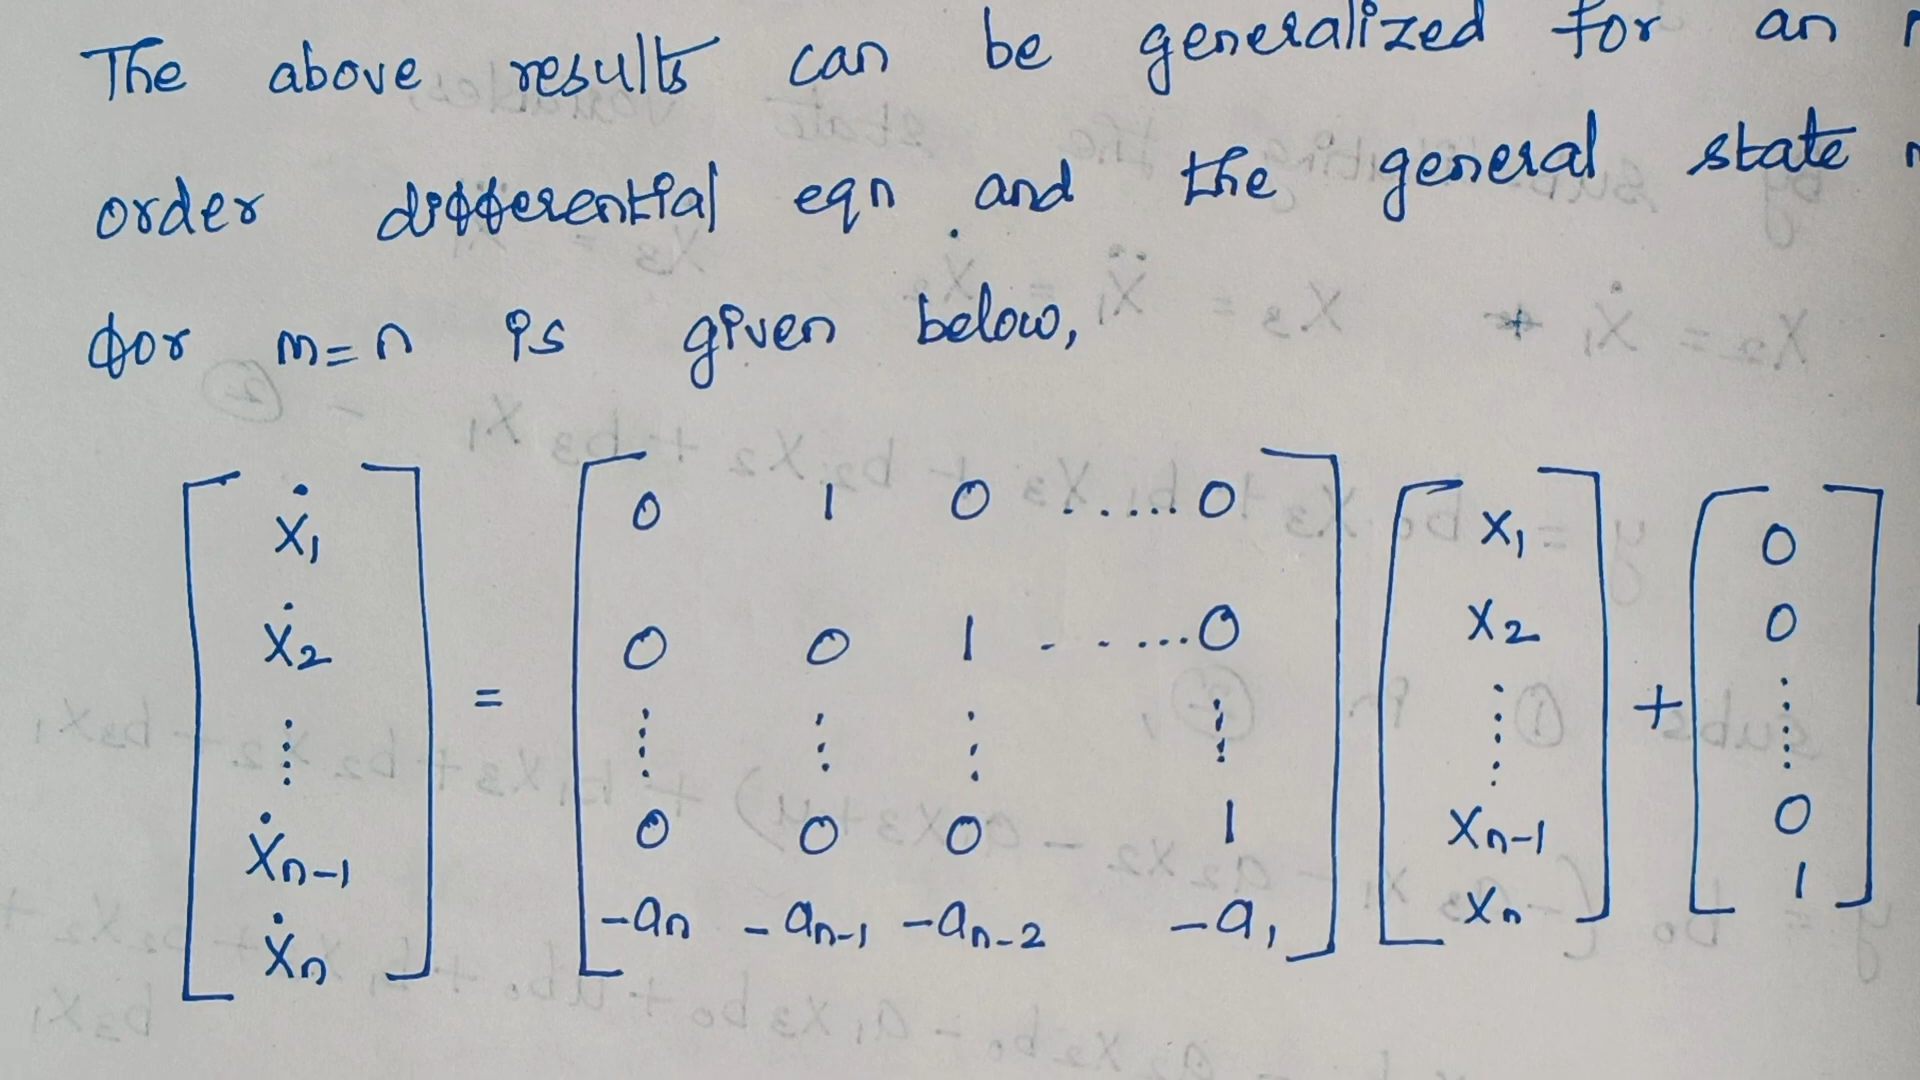 The above results can be generalized for an
order differential eqn and the general state
for m=n is given below,
[ẋ₁ ẋ₂ ⋮ ẋₙ₋₁ ẋₙ] = [0 1 0 ..... 0; 0 0 1 ...... 0; ⋮ ⋮ ⋮ ⋮; 0 0 0 1; -aₙ -aₙ₋₁ -aₙ₋₂ -a₁] [x₁ x₂ ⋮ xₙ₋₁ xₙ] + [0 0 ⋮ 0 1]